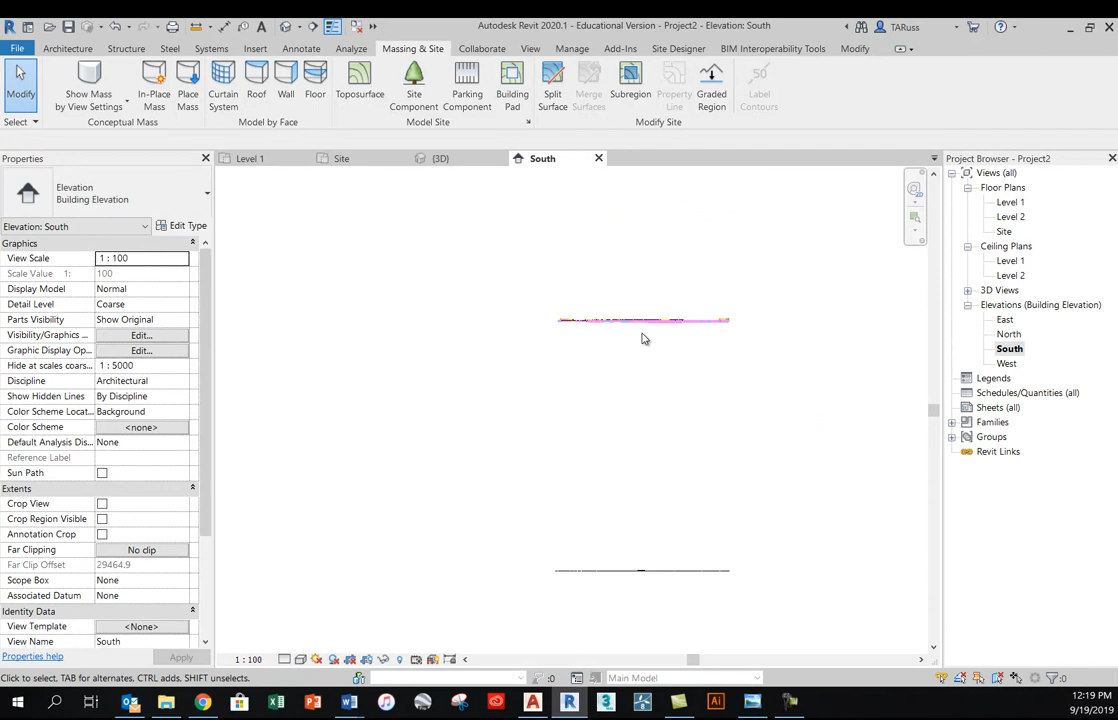 Autodesk Revit 2020.1 - Educational Version - Project2 - Elevation: South
TARuss
File Architecture Structure Steel Systems Insert Annotate Analyze Massing & Site Collaborate View Manage Add-Ins Site Designer BIM Interoperability Tools Modify
Modify
Show Mass
by View Settings
In-Place
Mass
Place
Mass
Curtain
System
Roof
Wall
Floor
Toposurface
Site
Component
Parking
Component
Building
Pad
Split
Surface
Merge
Surfaces
Subregion
Property
Line
Graded
Region
50
Label
Contours
Select
Conceptual Mass
Model by Face
Model Site
Modify Site
Properties
Level 1
Site
(3D)
South
Project Browser - Project2
Elevation
Building Elevation
Elevation: South
Edit Type
Graphics
View Scale 1 : 100
Scale Value 1: 100
Display Model Normal
Detail Level Coarse
Parts Visibility Show Original
Visibility/Graphics ... Edit...
Graphic Display Op... Edit...
Hide at scales coars... 1 : 5000
Discipline Architectural
Show Hidden Lines By Discipline
Color Scheme Locat... Background
Color Scheme <none>
Default Analysis Dis... None
Reference Label
Sun Path
Extents
Crop View
Crop Region Visible
Annotation Crop
Far Clipping No clip
Far Clip Offset 29464.9
Scope Box None
Associated Datum None
Identity Data
View Template <None>
View Name South
Properties help
Apply
Views (all)
Floor Plans
Level 1
Level 2
Site
Ceiling Plans
Level 1
Level 2
3D Views
Elevations (Building Elevation)
East
North
South
West
Legends
Schedules/Quantities (all)
Sheets (all)
Families
Groups
Revit Links
1 : 100
Click to select, TAB for alternates, CTRL adds, SHIFT unselects.
:0
Main Model
:0
12:19 PM
9/19/2019